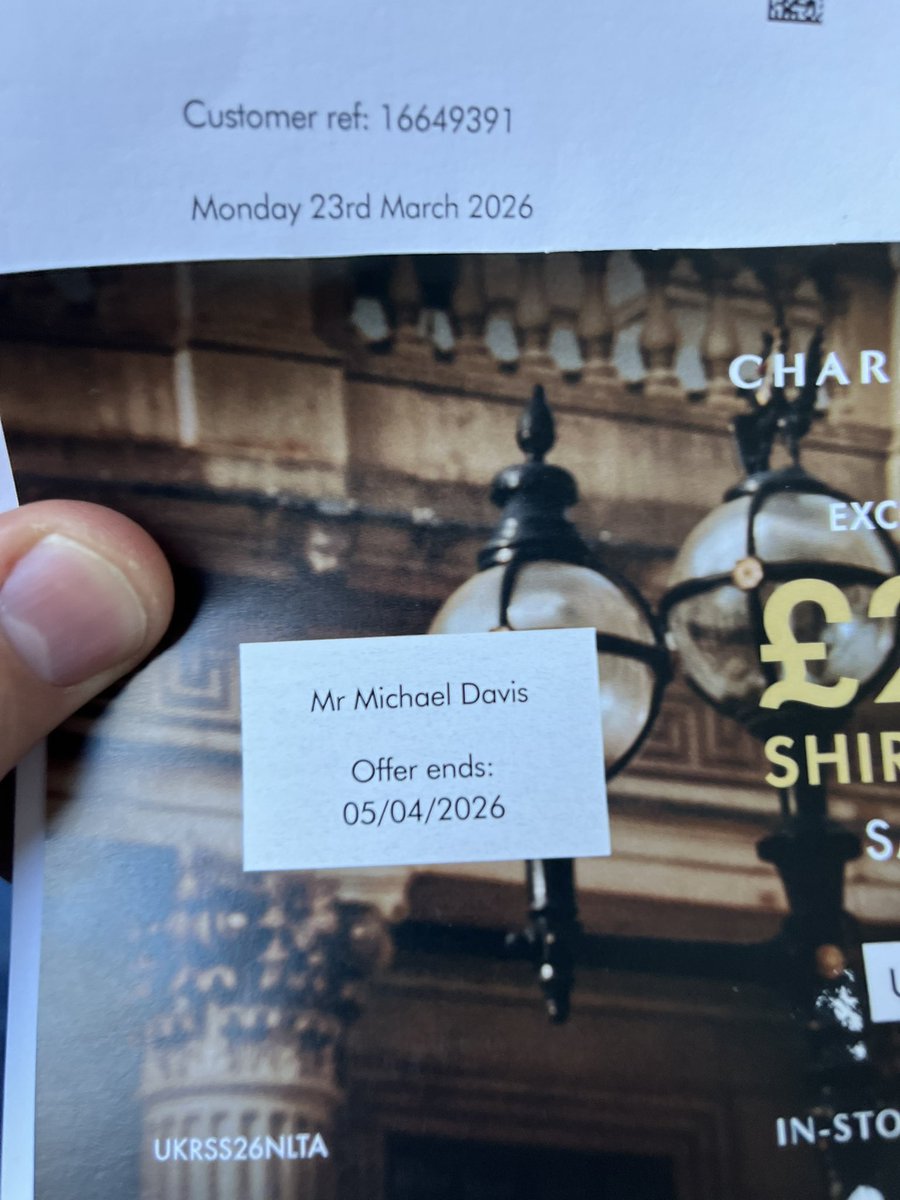 Customer ref: 16649391
Monday 23rd March 2026
CHAR
EXC
£2
SHIR
SA
Mr Michael Davis
Offer ends:
05/04/2026
UKRSS26NLTA
IN-STO